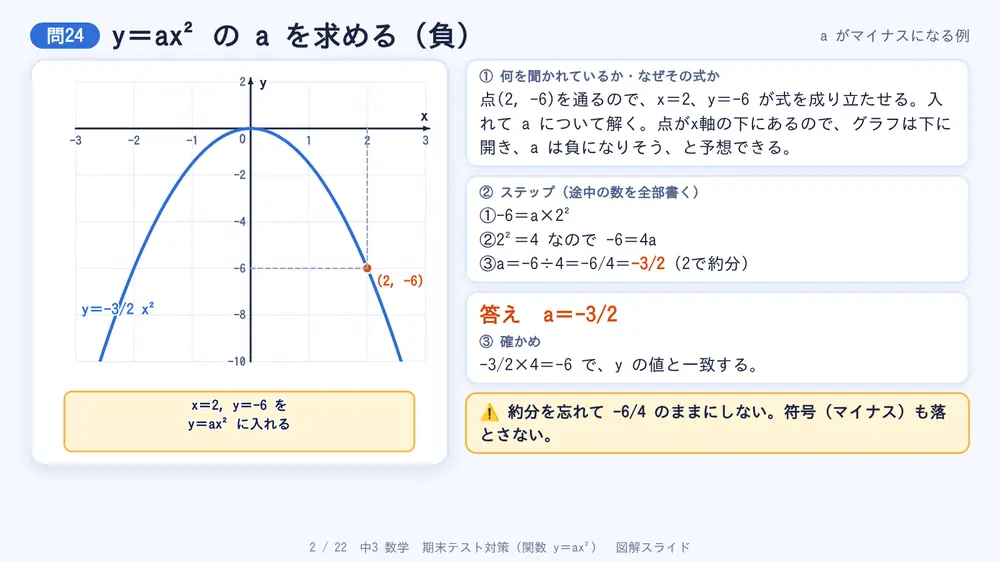 問24 y=ax² の a を求める（負）
a がマイナスになる例
2
y
x
-3 -2 -1 0 1 2 3
-2
-4
-6
(2, -6)
y=-3/2 x²
-8
-10
x=2, y=-6 を
y=ax² に入れる
① 何を聞かれているか・なぜその式か
点(2, -6)を通るので、x=2、y=-6 が式を成り立たせる。入
れて a について解く。点がx軸の下にあるので、グラフは下に
開き、a は負になりそう、と予想できる。
② ステップ（途中の数を全部書く）
①-6=a×2²
②2²=4 なので -6=4a
③a=-6÷4=-6/4=-3/2（2で約分）
答え a=-3/2
③ 確かめ
-3/2×4=-6 で、y の値と一致する。
⚠️ 約分を忘れて -6/4 のままにしない。符号（マイナス）も落
とさない。
2 / 22 中3 数学 期末テスト対策（関数 y=ax²） 図解スライド